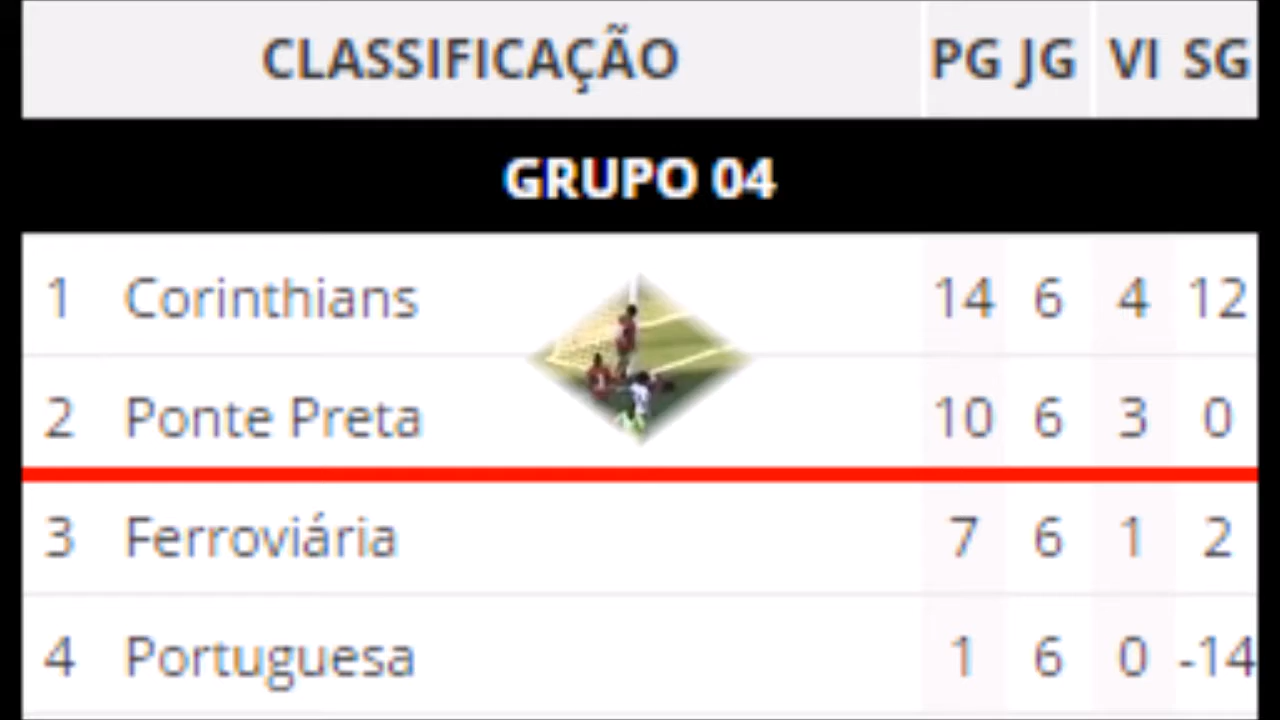 CLASSIFICAÇÃO PG JG VI SG
GRUPO 04
1 Corinthians 14 6 4 12
2 Ponte Preta 10 6 3 0
3 Ferroviária 7 6 1 2
4 Portuguesa 1 6 0 -14